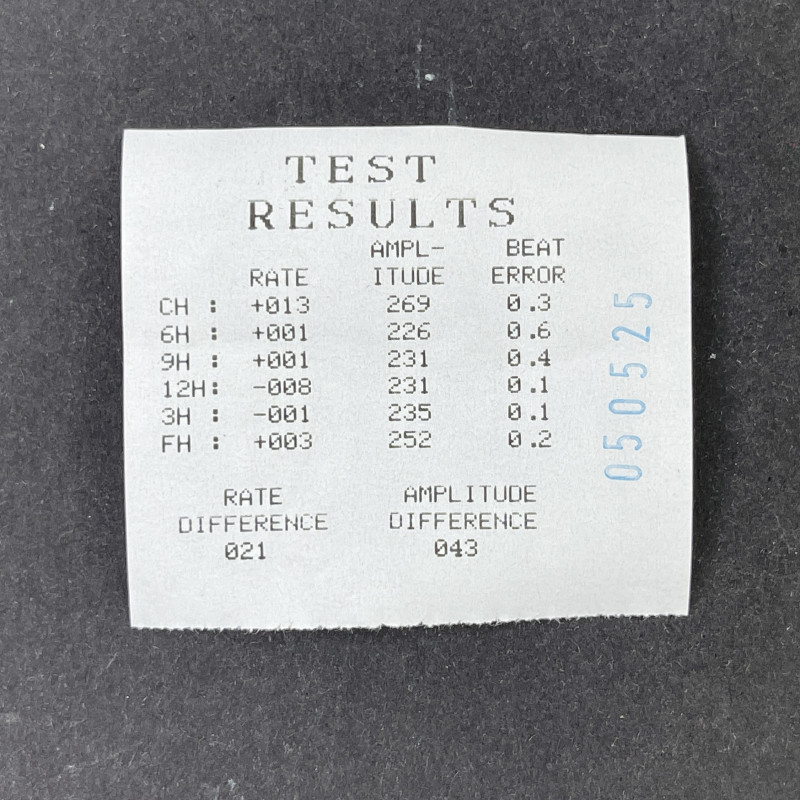 TEST
RESULTS
AMPL- BEAT
RATE ITUDE ERROR
CH : +013 269 0.3
6H : +001 226 0.6
9H : +001 231 0.4
12H: -008 231 0.1
3H : -001 235 0.1
FH : +003 252 0.2
RATE AMPLITUDE
DIFFERENCE DIFFERENCE
021 043
050525